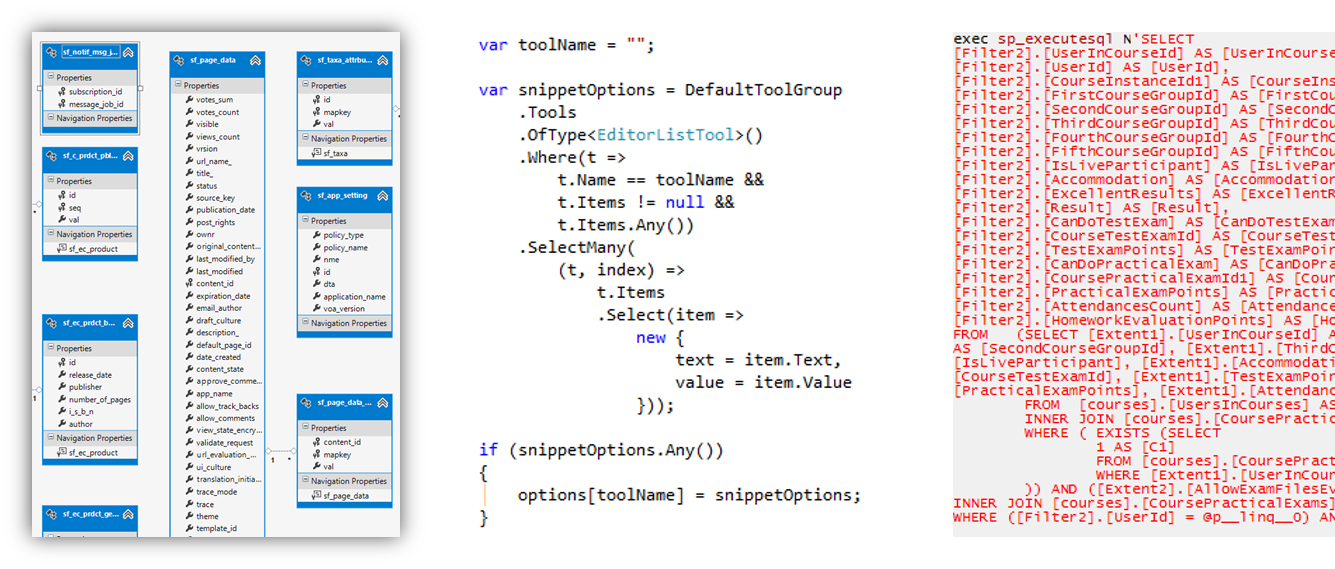 sf_notif_msg_j...
Properties
subscription_id
message_job_id
Navigation Properties
sf_c_prdct_pbl...
Properties
id
seq
val
Navigation Properties
sf_ec_product
*
sf_ec_prdct_b...
Properties
id
release_date
publisher
number_of_pages
i_s_b_n
author
Navigation Properties
sf_ec_product
1
sf_ec_prdct_ge...
sf_page_data
Properties
votes_sum
votes_count
visible
views_count
vrsion
url_name_
title_
status
source_key
publication_date
post_rights
ownr
original_content...
last_modified_by
last_modified
content_id
expiration_date
email_author
draft_culture
description_
default_page_id
date_created
content_state
approve_comme...
app_name
allow_track_backs
allow_comments
view_state_encry...
validate_request
url_evaluation_...
ui_culture
translation_initia...
trace_mode
trace
theme
template_id
1
*
sf_taxa_attrbu...
Properties
id
mapkey
val
Navigation Properties
sf_taxa
*
sf_app_setting
Properties
policy_type
policy_name
nme
id
dta
application_name
voa_version
Navigation Properties
sf_page_data_...
Properties
content_id
mapkey
val
Navigation Properties
sf_page_data
var toolName = "";
var snippetOptions = DefaultToolGroup
.Tools
.OfType<EditorListTool>()
.Where(t =>
t.Name == toolName &&
t.Items != null &&
t.Items.Any())
.SelectMany(
(t, index) =>
t.Items
.Select(item =>
new {
text = item.Text,
value = item.Value
}));
if (snippetOptions.Any())
{
options[toolName] = snippetOptions;
}
exec sp_executesql N'SELECT
[Filter2].[UserInCourseId] AS [UserInCourse
[Filter2].[UserId] AS [UserId],
[Filter2].[CourseInstanceId1] AS [CourseIns
[Filter2].[FirstCourseGroupId] AS [FirstCou
[Filter2].[SecondCourseGroupId] AS [SecondC
[Filter2].[ThirdCourseGroupId] AS [ThirdCou
[Filter2].[FourthCourseGroupId] AS [FourthC
[Filter2].[FifthCourseGroupId] AS [FifthCou
[Filter2].[IsLiveParticipant] AS [IsLivePar
[Filter2].[Accommodation] AS [Accommodation
[Filter2].[ExcellentResults] AS [ExcellentR
[Filter2].[Result] AS [Result],
[Filter2].[CanDoTestExam] AS [CanDoTestExam
[Filter2].[CourseTestExamId] AS [CourseTest
[Filter2].[TestExamPoints] AS [TestExamPoin
[Filter2].[CanDoPracticalExam] AS [CanDoPra
[Filter2].[CoursePracticalExamId1] AS [Cour
[Filter2].[PracticalExamPoints] AS [Practic
[Filter2].[AttendancesCount] AS [Attendance
[Filter2].[HomeworkEvaluationPoints] AS [Ho
FROM (SELECT [Extent1].[UserInCourseId] A
AS [SecondCourseGroupId], [Extent1].[ThirdC
[IsLiveParticipant], [Extent1].[Accommodati
[CourseTestExamId], [Extent1].[TestExamPoin
[PracticalExamPoints], [Extent1].[Attendanc
FROM [courses].[UsersInCourses] AS
INNER JOIN [courses].[CoursePractic
WHERE ( EXISTS (SELECT
1 AS [C1]
FROM [courses].[CoursePract
WHERE [Extent1].[UserInCour
)) AND ([Extent2].[AllowExamFilesEv
INNER JOIN [courses].[CoursePracticalExams]
WHERE ([Filter2].[UserId] = @p__linq__0) AN